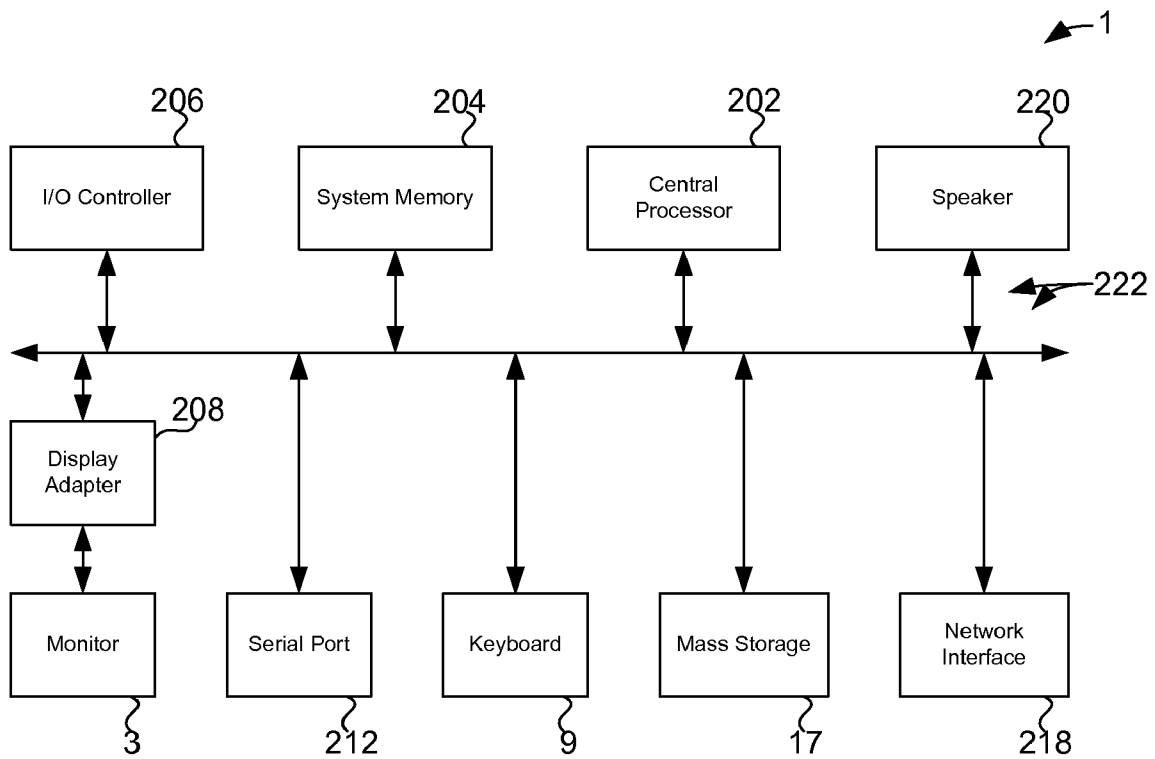 1
206
204
202
220
I/O Controller
System Memory
Central
Processor
Speaker
222
208
Display
Adapter
Monitor
Serial Port
Keyboard
Mass Storage
Network
Interface
3
212
9
17
218